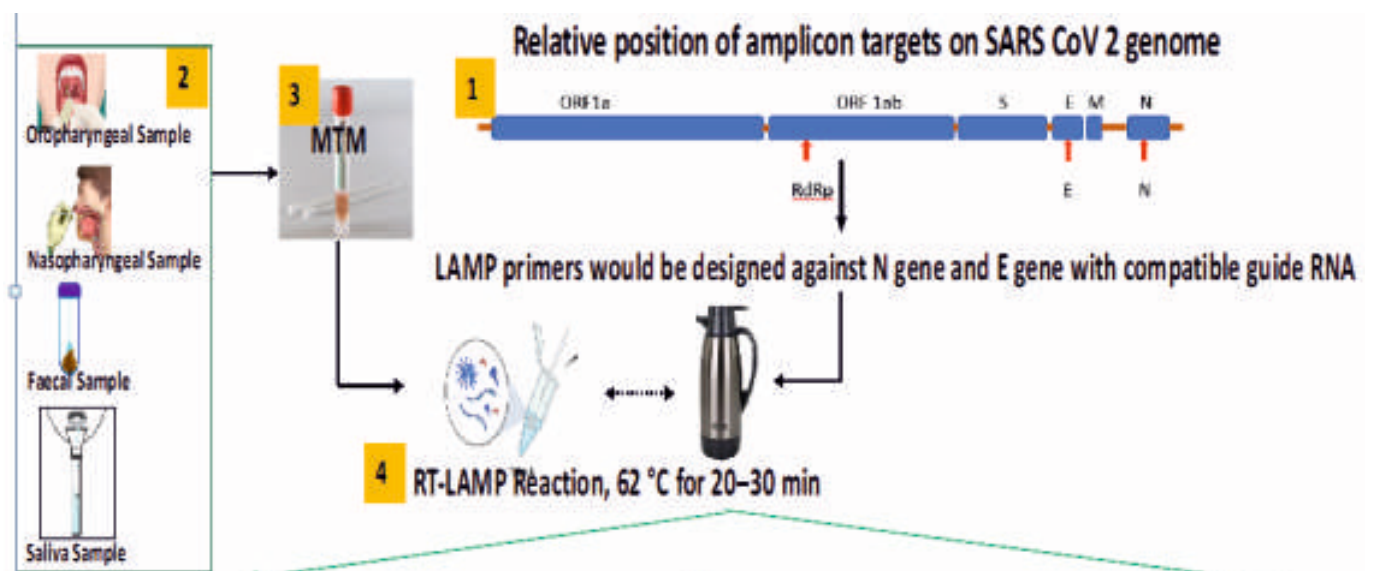 Relative position of amplicon targets on SARS CoV 2 genome
1
ORF1a ORF 1ab S E M N
RdRp E N
LAMP primers would be designed against N gene and E gene with compatible guide RNA
2
Oropharyngeal Sample
Nasopharyngeal Sample
Faecal Sample
Saliva Sample
3
MTM
4 RT-LAMP Reaction, 62 °C for 20–30 min